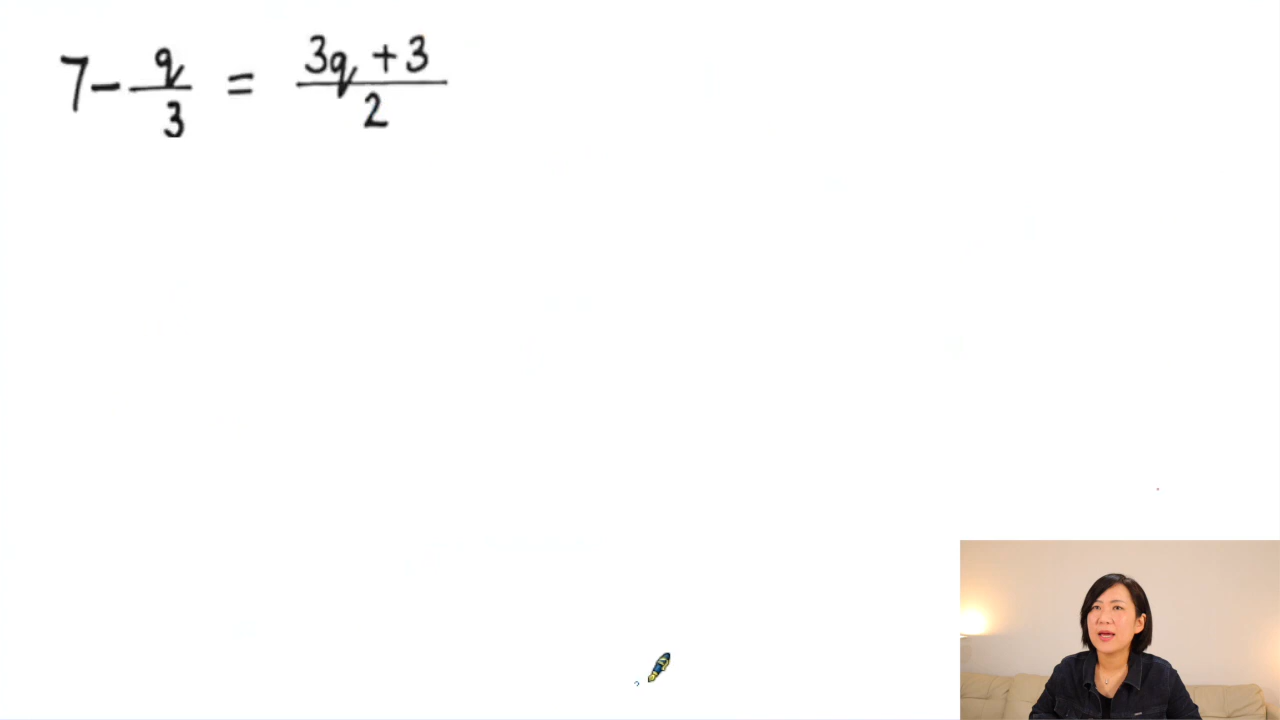 7 - q/3 = (3q + 3)/2